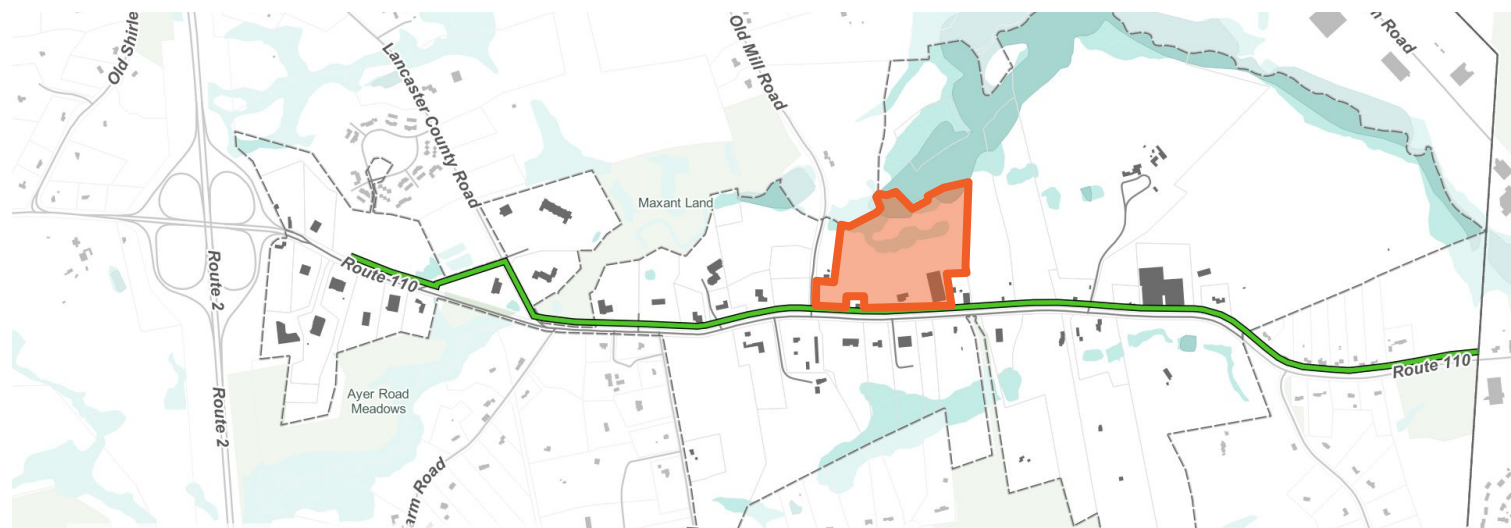 Old Shirle
Lancaster County Road
Old Mill Road
Road
Maxant Land
Route 2
Route 110
Ayer Road
Meadows
Route 2
Route 110
arm Road